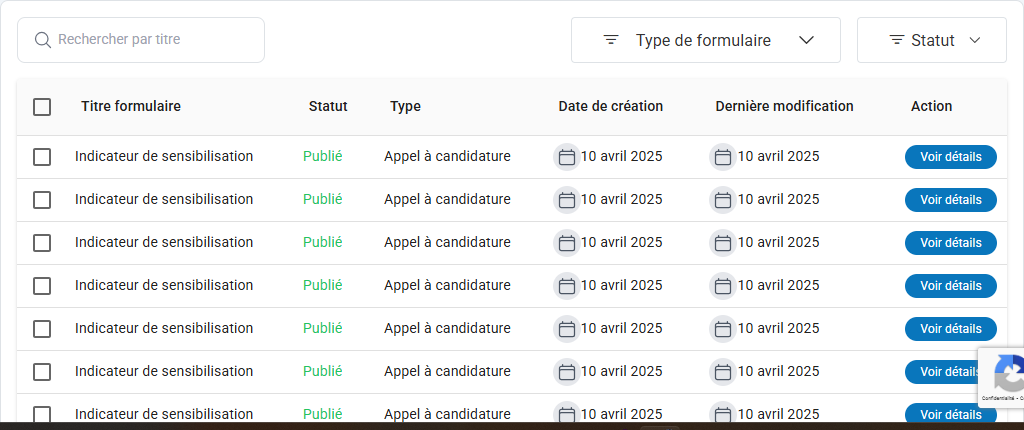 Rechercher par titre
Type de formulaire
Statut
Titre formulaire Statut Type Date de création Dernière modification Action
Indicateur de sensibilisation Publié Appel à candidature 10 avril 2025 10 avril 2025 Voir détails
Indicateur de sensibilisation Publié Appel à candidature 10 avril 2025 10 avril 2025 Voir détails
Indicateur de sensibilisation Publié Appel à candidature 10 avril 2025 10 avril 2025 Voir détails
Indicateur de sensibilisation Publié Appel à candidature 10 avril 2025 10 avril 2025 Voir détails
Indicateur de sensibilisation Publié Appel à candidature 10 avril 2025 10 avril 2025 Voir détails
Indicateur de sensibilisation Publié Appel à candidature 10 avril 2025 10 avril 2025 Voir détails
Indicateur de sensibilisation Publié Appel à candidature 10 avril 2025 10 avril 2025 Voir détails
Confidentialité -